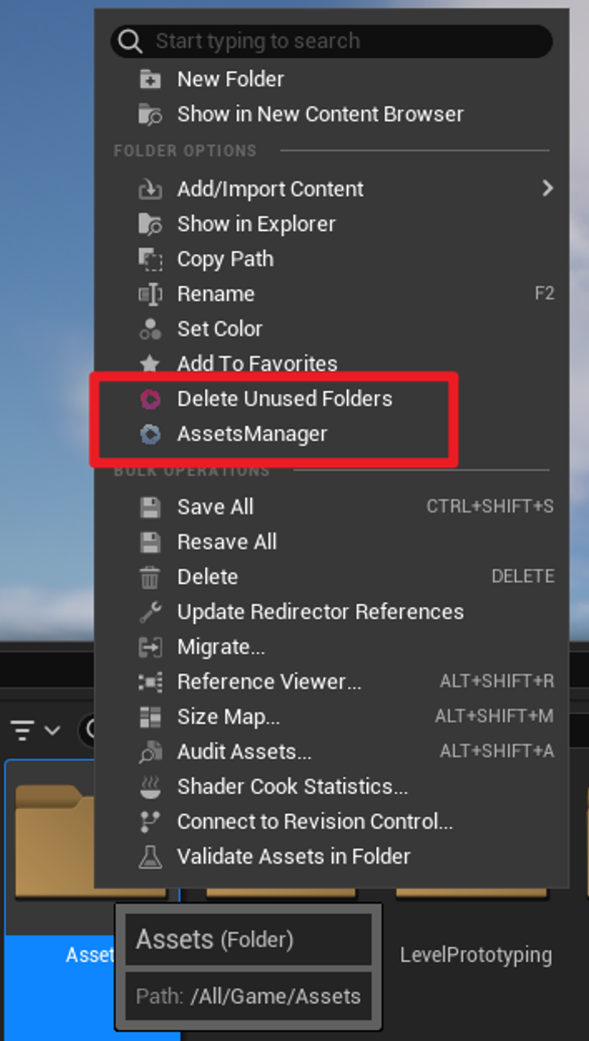 Start typing to search
New Folder
Show in New Content Browser
FOLDER OPTIONS
Add/Import Content
Show in Explorer
Copy Path
Rename F2
Set Color
Add To Favorites
Delete Unused Folders
AssetsManager
BULK OPERATIONS
Save All CTRL+SHIFT+S
Resave All
Delete DELETE
Update Redirector References
Migrate...
Reference Viewer... ALT+SHIFT+R
Size Map... ALT+SHIFT+M
Audit Assets... ALT+SHIFT+A
Shader Cook Statistics...
Connect to Revision Control...
Validate Assets in Folder
Assets (Folder)
Asset LevelPrototyping
Path: /All/Game/Assets